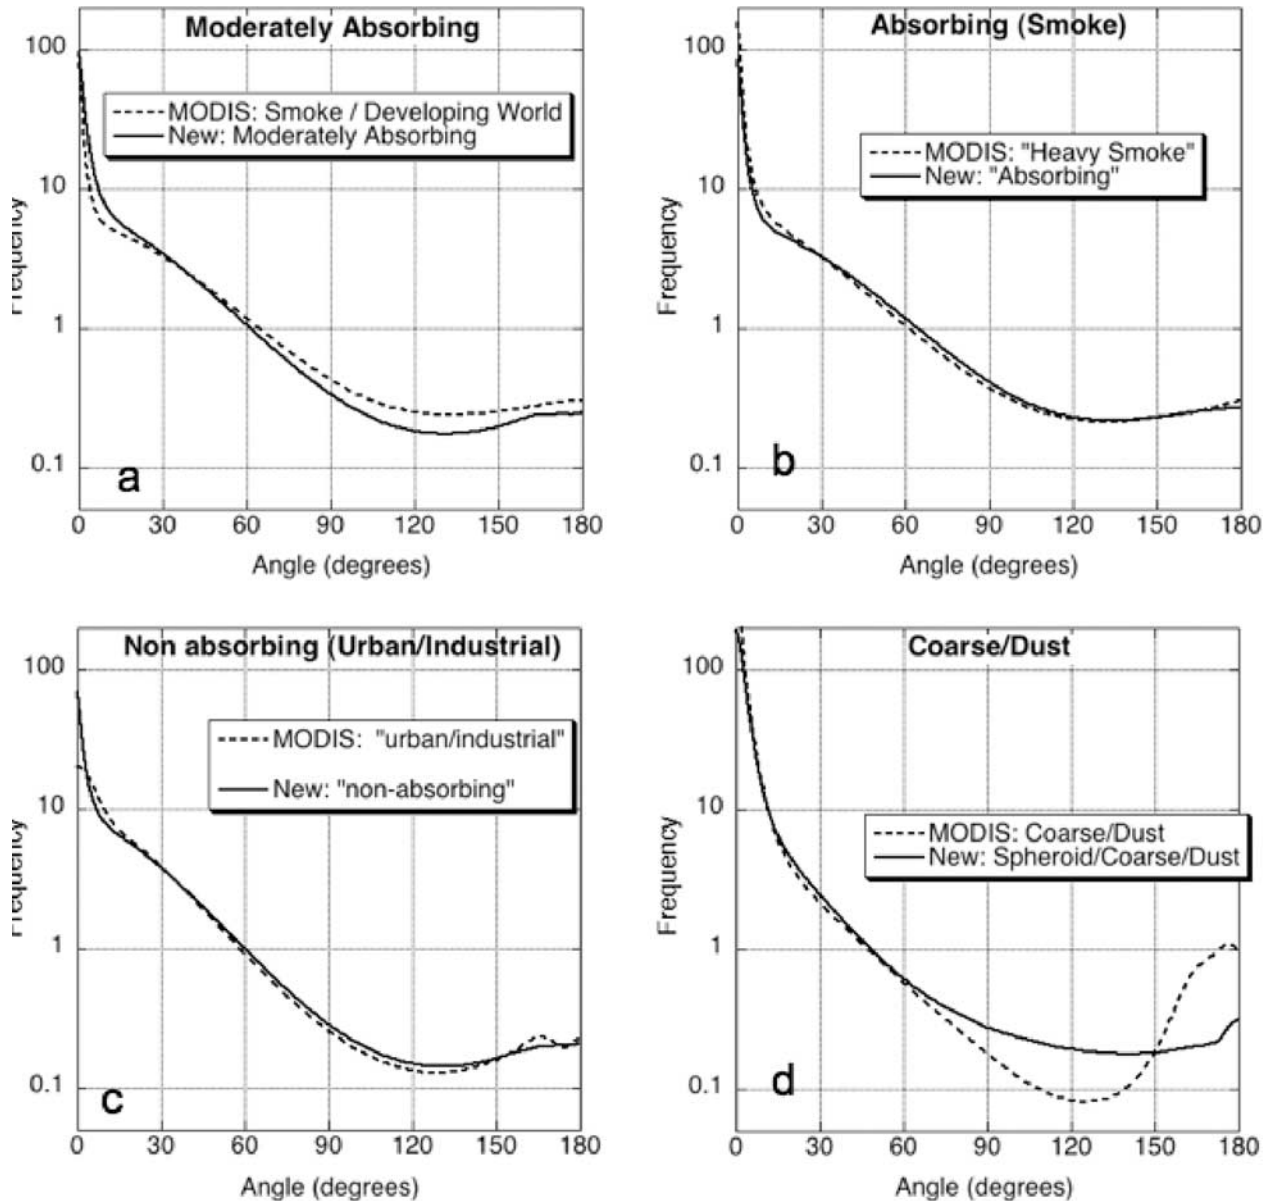 Moderately Absorbing
100
10
1
0.1
Frequency
MODIS: Smoke / Developing World
New: Moderately Absorbing
a
0 30 60 90 120 150 180
Angle (degrees)
Absorbing (Smoke)
100
10
1
0.1
Frequency
MODIS: "Heavy Smoke"
New: "Absorbing"
b
0 30 60 90 120 150 180
Angle (degrees)
Non absorbing (Urban/Industrial)
100
10
1
0.1
Frequency
MODIS: "urban/industrial"
New: "non-absorbing"
c
0 30 60 90 120 150 180
Angle (degrees)
Coarse/Dust
100
10
1
0.1
Frequency
MODIS: Coarse/Dust
New: Spheroid/Coarse/Dust
d
0 30 60 90 120 150 180
Angle (degrees)